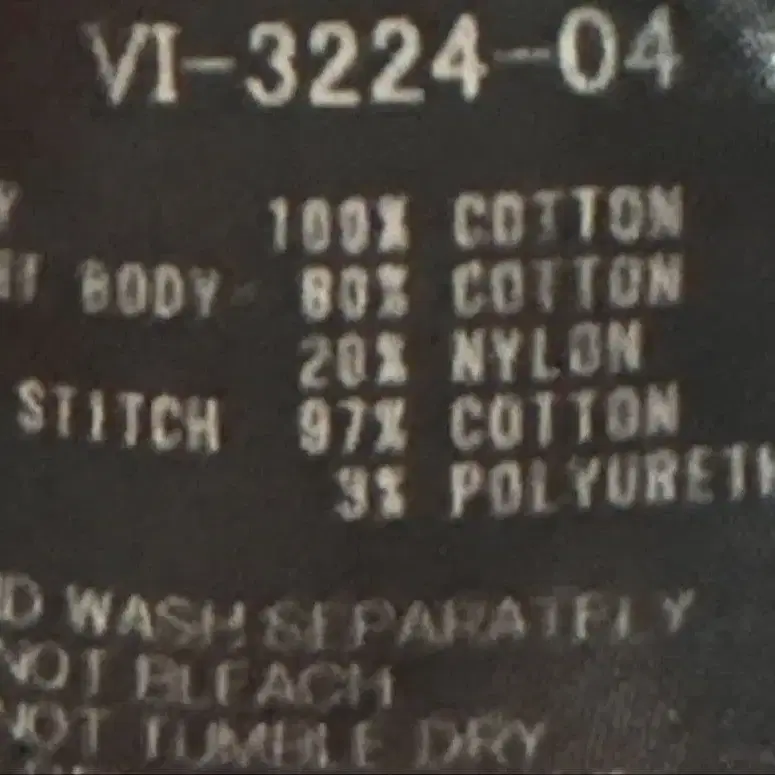 VI-3224-04
Y 100% COTTON
BODY 80% COTTON
20% NYLON
STITCH 97% COTTON
3% POLYURETH
D WASH SEPARATELY
NOT BLEACH
NOT TUMBLE DRY